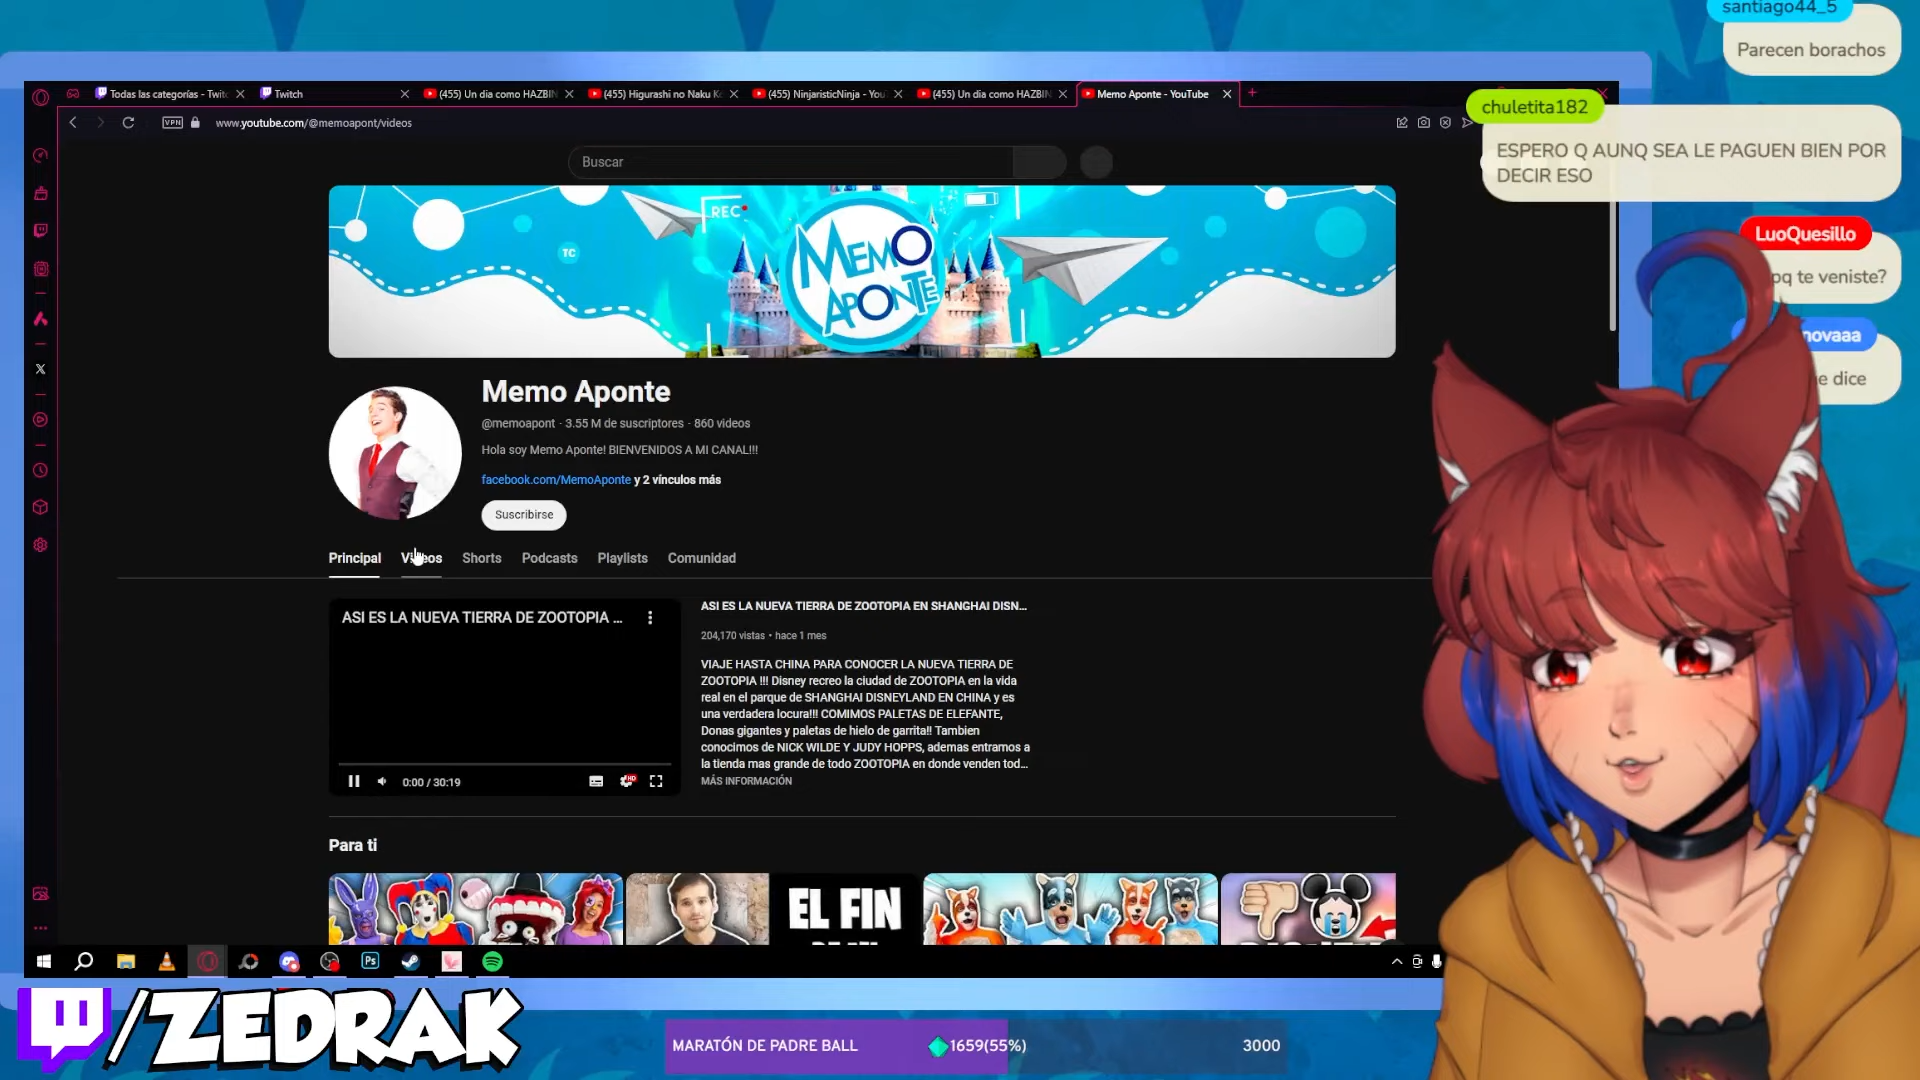 santiago44_5
Parecen borachos
Todas las categorías - Twitc
Twitch
(455) Un dia como HAZBIN
(455) Higurashi no Naku K
(455) NinjaristicNinja - You
(455) Un dia como HAZBIN
Memo Aponte - YouTube
VPN
www.youtube.com/@memoapont/videos
chuletita182
ESPERO Q AUNQ SEA LE PAGUEN BIEN POR
DECIR ESO
Buscar
REC
TC
MEMO
APONTE
LuoQuesillo
pq te veniste?
novaaa
e dice
Memo Aponte
@memoapont · 3.55 M de suscriptores · 860 videos
Hola soy Memo Aponte! BIENVENIDOS A MI CANAL!!!
facebook.com/MemoAponte y 2 vínculos más
Suscribirse
Principal
Videos
Shorts
Podcasts
Playlists
Comunidad
ASI ES LA NUEVA TIERRA DE ZOOTOPIA ...
0:00 / 30:19
HD
ASI ES LA NUEVA TIERRA DE ZOOTOPIA EN SHANGHAI DISN...
204,170 vistas • hace 1 mes
VIAJE HASTA CHINA PARA CONOCER LA NUEVA TIERRA DE
ZOOTOPIA !!! Disney recreo la ciudad de ZOOTOPIA en la vida
real en el parque de SHANGHAI DISNEYLAND EN CHINA y es
una verdadera locura!!! COMIMOS PALETAS DE ELEFANTE,
Donas gigantes y paletas de hielo de garrita!! Tambien
conocimos de NICK WILDE Y JUDY HOPPS, ademas entramos a
la tienda mas grande de todo ZOOTOPIA en donde venden tod...
MÁS INFORMACIÓN
Para ti
EL FIN
Ps
/ZEDRAK
MARATÓN DE PADRE BALL
1659(55%)
3000